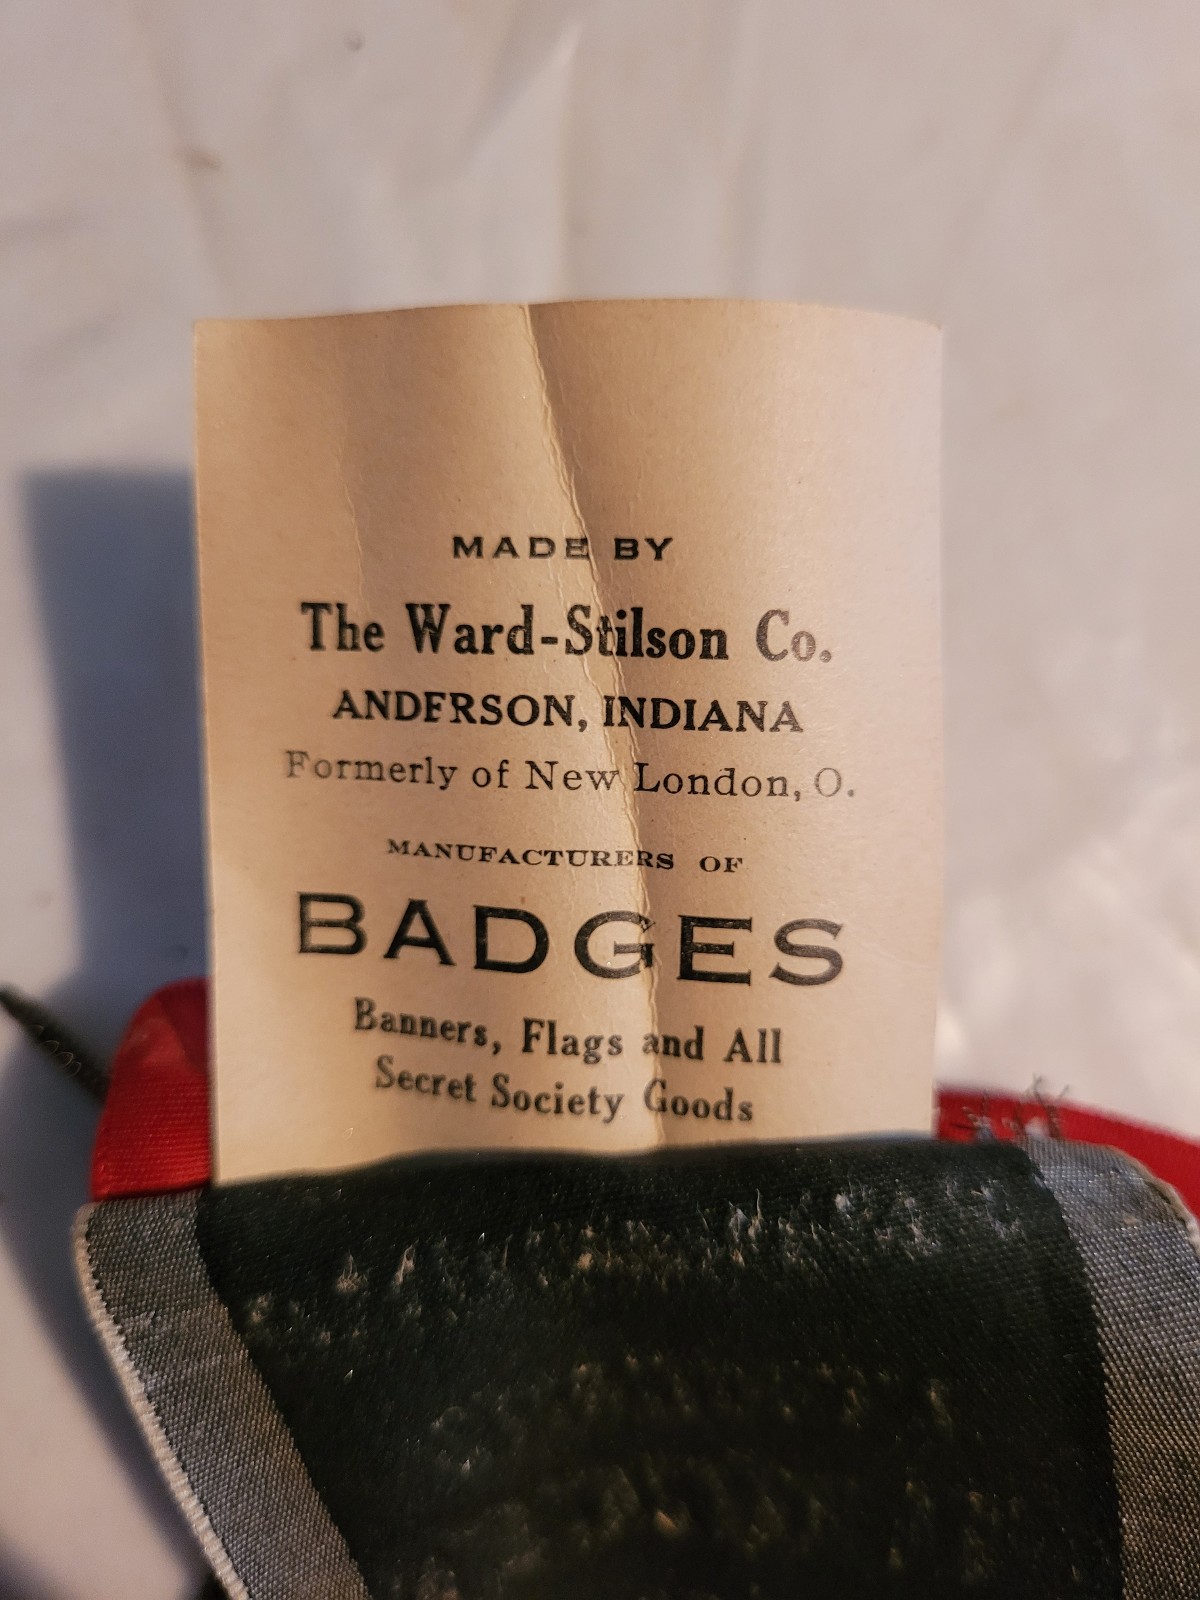 MADE BY
The Ward-Stilson Co.
ANDERSON, INDIANA
Formerly of New London, O.
MANUFACTURERS OF
BADGES
Banners, Flags and All
Secret Society Goods